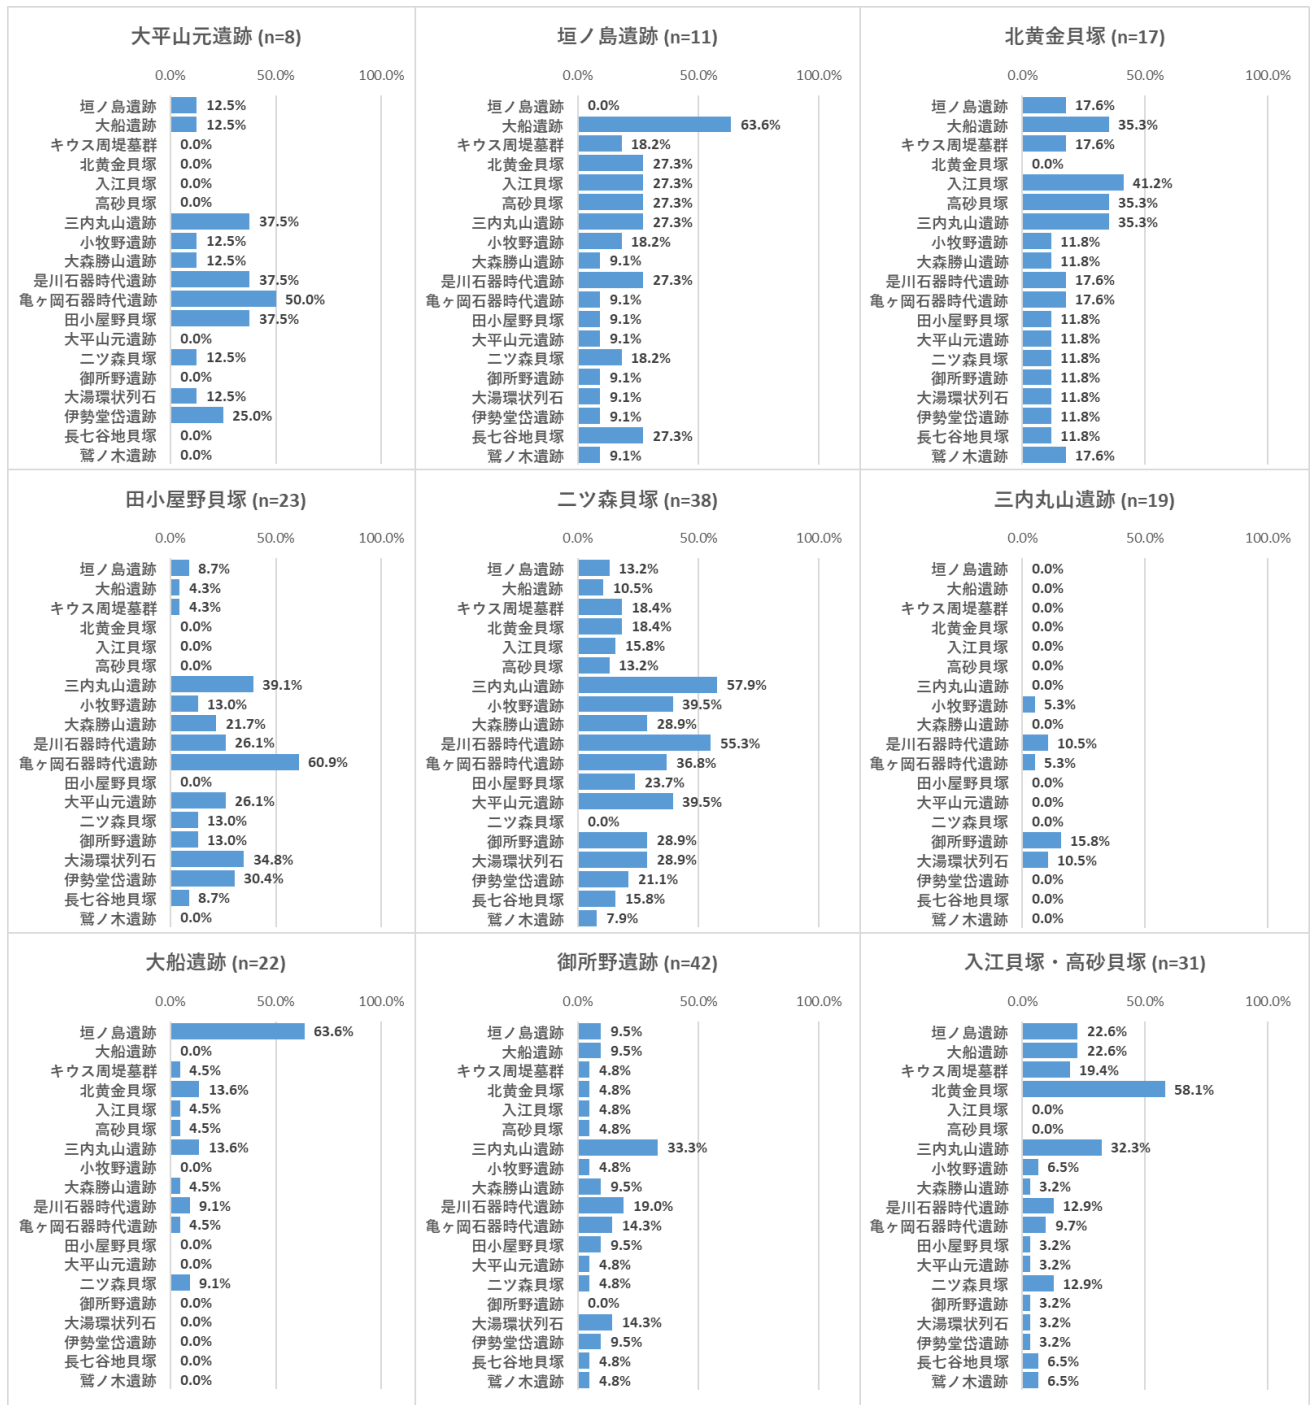 大平山元遺跡 (n=8)
0.0% 50.0% 100.0%
垣ノ島遺跡 12.5%
大船遺跡 12.5%
キウス周堤墓群 0.0%
北黄金貝塚 0.0%
入江貝塚 0.0%
高砂貝塚 0.0%
三内丸山遺跡 37.5%
小牧野遺跡 12.5%
大森勝山遺跡 12.5%
是川石器時代遺跡 37.5%
亀ヶ岡石器時代遺跡 50.0%
田小屋野貝塚 37.5%
大平山元遺跡 0.0%
二ツ森貝塚 12.5%
御所野遺跡 0.0%
大湯環状列石 12.5%
伊勢堂岱遺跡 25.0%
長七谷地貝塚 0.0%
鷲ノ木遺跡 0.0%
垣ノ島遺跡 (n=11)
0.0% 50.0% 100.0%
垣ノ島遺跡 0.0%
大船遺跡 63.6%
キウス周堤墓群 18.2%
北黄金貝塚 27.3%
入江貝塚 27.3%
高砂貝塚 27.3%
三内丸山遺跡 27.3%
小牧野遺跡 18.2%
大森勝山遺跡 9.1%
是川石器時代遺跡 27.3%
亀ヶ岡石器時代遺跡 9.1%
田小屋野貝塚 9.1%
大平山元遺跡 9.1%
二ツ森貝塚 18.2%
御所野遺跡 9.1%
大湯環状列石 9.1%
伊勢堂岱遺跡 9.1%
長七谷地貝塚 27.3%
鷲ノ木遺跡 9.1%
北黄金貝塚 (n=17)
0.0% 50.0% 100.0%
垣ノ島遺跡 17.6%
大船遺跡 35.3%
キウス周堤墓群 17.6%
北黄金貝塚 0.0%
入江貝塚 41.2%
高砂貝塚 35.3%
三内丸山遺跡 35.3%
小牧野遺跡 11.8%
大森勝山遺跡 11.8%
是川石器時代遺跡 17.6%
亀ヶ岡石器時代遺跡 17.6%
田小屋野貝塚 11.8%
大平山元遺跡 11.8%
二ツ森貝塚 11.8%
御所野遺跡 11.8%
大湯環状列石 11.8%
伊勢堂岱遺跡 11.8%
長七谷地貝塚 11.8%
鷲ノ木遺跡 17.6%
田小屋野貝塚 (n=23)
0.0% 50.0% 100.0%
垣ノ島遺跡 8.7%
大船遺跡 4.3%
キウス周堤墓群 4.3%
北黄金貝塚 0.0%
入江貝塚 0.0%
高砂貝塚 0.0%
三内丸山遺跡 39.1%
小牧野遺跡 13.0%
大森勝山遺跡 21.7%
是川石器時代遺跡 26.1%
亀ヶ岡石器時代遺跡 60.9%
田小屋野貝塚 0.0%
大平山元遺跡 26.1%
二ツ森貝塚 13.0%
御所野遺跡 13.0%
大湯環状列石 34.8%
伊勢堂岱遺跡 30.4%
長七谷地貝塚 8.7%
鷲ノ木遺跡 0.0%
二ツ森貝塚 (n=38)
0.0% 50.0% 100.0%
垣ノ島遺跡 13.2%
大船遺跡 10.5%
キウス周堤墓群 18.4%
北黄金貝塚 18.4%
入江貝塚 15.8%
高砂貝塚 13.2%
三内丸山遺跡 57.9%
小牧野遺跡 39.5%
大森勝山遺跡 28.9%
是川石器時代遺跡 55.3%
亀ヶ岡石器時代遺跡 36.8%
田小屋野貝塚 23.7%
大平山元遺跡 39.5%
二ツ森貝塚 0.0%
御所野遺跡 28.9%
大湯環状列石 28.9%
伊勢堂岱遺跡 21.1%
長七谷地貝塚 15.8%
鷲ノ木遺跡 7.9%
三内丸山遺跡 (n=19)
0.0% 50.0% 100.0%
垣ノ島遺跡 0.0%
大船遺跡 0.0%
キウス周堤墓群 0.0%
北黄金貝塚 0.0%
入江貝塚 0.0%
高砂貝塚 0.0%
三内丸山遺跡 0.0%
小牧野遺跡 5.3%
大森勝山遺跡 0.0%
是川石器時代遺跡 10.5%
亀ヶ岡石器時代遺跡 5.3%
田小屋野貝塚 0.0%
大平山元遺跡 0.0%
二ツ森貝塚 0.0%
御所野遺跡 15.8%
大湯環状列石 10.5%
伊勢堂岱遺跡 0.0%
長七谷地貝塚 0.0%
鷲ノ木遺跡 0.0%
大船遺跡 (n=22)
0.0% 50.0% 100.0%
垣ノ島遺跡 63.6%
大船遺跡 0.0%
キウス周堤墓群 4.5%
北黄金貝塚 13.6%
入江貝塚 4.5%
高砂貝塚 4.5%
三内丸山遺跡 13.6%
小牧野遺跡 0.0%
大森勝山遺跡 4.5%
是川石器時代遺跡 9.1%
亀ヶ岡石器時代遺跡 4.5%
田小屋野貝塚 0.0%
大平山元遺跡 0.0%
二ツ森貝塚 9.1%
御所野遺跡 0.0%
大湯環状列石 0.0%
伊勢堂岱遺跡 0.0%
長七谷地貝塚 0.0%
鷲ノ木遺跡 0.0%
御所野遺跡 (n=42)
0.0% 50.0% 100.0%
垣ノ島遺跡 9.5%
大船遺跡 9.5%
キウス周堤墓群 4.8%
北黄金貝塚 4.8%
入江貝塚 4.8%
高砂貝塚 4.8%
三内丸山遺跡 33.3%
小牧野遺跡 4.8%
大森勝山遺跡 9.5%
是川石器時代遺跡 19.0%
亀ヶ岡石器時代遺跡 14.3%
田小屋野貝塚 9.5%
大平山元遺跡 4.8%
二ツ森貝塚 4.8%
御所野遺跡 0.0%
大湯環状列石 14.3%
伊勢堂岱遺跡 9.5%
長七谷地貝塚 4.8%
鷲ノ木遺跡 4.8%
入江貝塚・高砂貝塚 (n=31)
0.0% 50.0% 100.0%
垣ノ島遺跡 22.6%
大船遺跡 22.6%
キウス周堤墓群 19.4%
北黄金貝塚 58.1%
入江貝塚 0.0%
高砂貝塚 0.0%
三内丸山遺跡 32.3%
小牧野遺跡 6.5%
大森勝山遺跡 3.2%
是川石器時代遺跡 12.9%
亀ヶ岡石器時代遺跡 9.7%
田小屋野貝塚 3.2%
大平山元遺跡 3.2%
二ツ森貝塚 12.9%
御所野遺跡 3.2%
大湯環状列石 3.2%
伊勢堂岱遺跡 3.2%
長七谷地貝塚 6.5%
鷲ノ木遺跡 6.5%